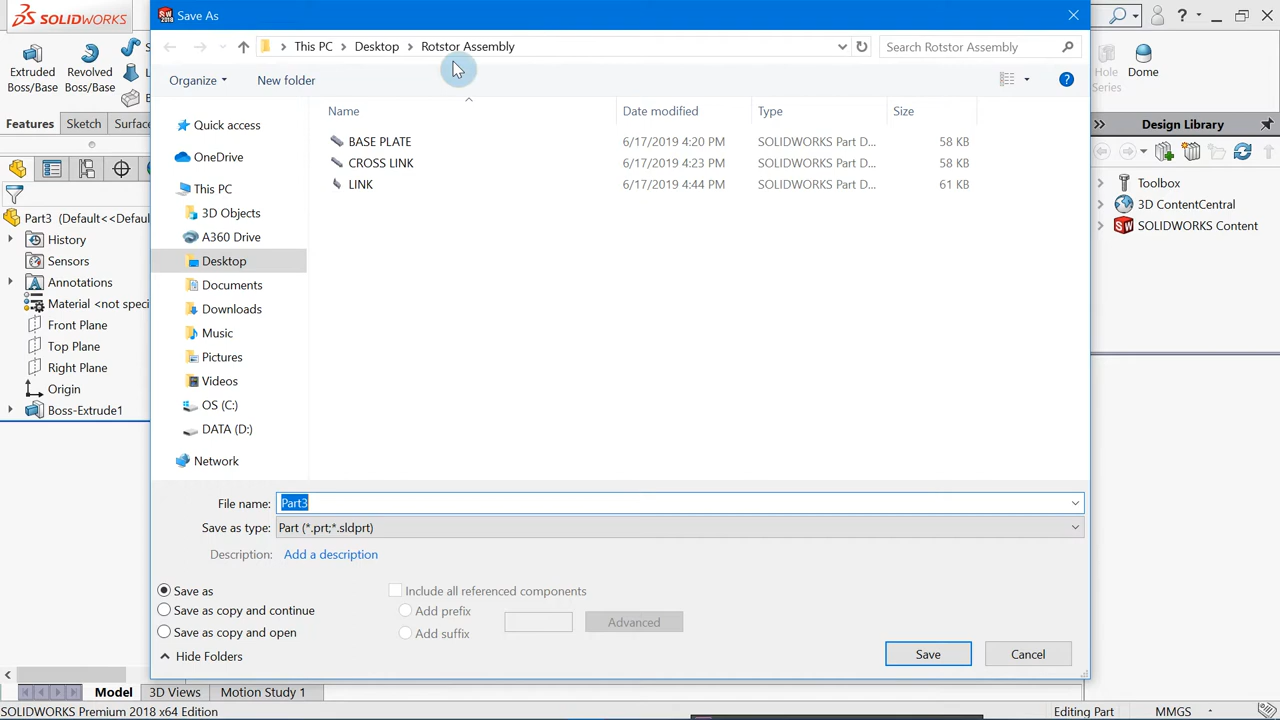 SOLIDWORKS
Save As
This PC > Desktop > Rotstor Assembly
Search Rotstor Assembly
Organize
New folder
Extruded
Boss/Base
Revolved
Boss/Base
Hole
Series
Dome
Features
Sketch
Surface
Design Library
Part3 (Default<<Default>
History
Sensors
Annotations
Material <not speci
Front Plane
Top Plane
Right Plane
Origin
Boss-Extrude1
Quick access
OneDrive
This PC
3D Objects
A360 Drive
Desktop
Documents
Downloads
Music
Pictures
Videos
OS (C:)
DATA (D:)
Network
Name Date modified Type Size
BASE PLATE 6/17/2019 4:20 PM SOLIDWORKS Part D... 58 KB
CROSS LINK 6/17/2019 4:23 PM SOLIDWORKS Part D... 58 KB
LINK 6/17/2019 4:44 PM SOLIDWORKS Part D... 61 KB
Toolbox
3D ContentCentral
SOLIDWORKS Content
File name: Part3
Save as type: Part (*.prt;*.sldprt)
Description: Add a description
Save as
Save as copy and continue
Save as copy and open
Include all referenced components
Add prefix
Add suffix
Advanced
Hide Folders
Save
Cancel
Model
3D Views
Motion Study 1
SOLIDWORKS Premium 2018 x64 Edition
Editing Part
MMGS